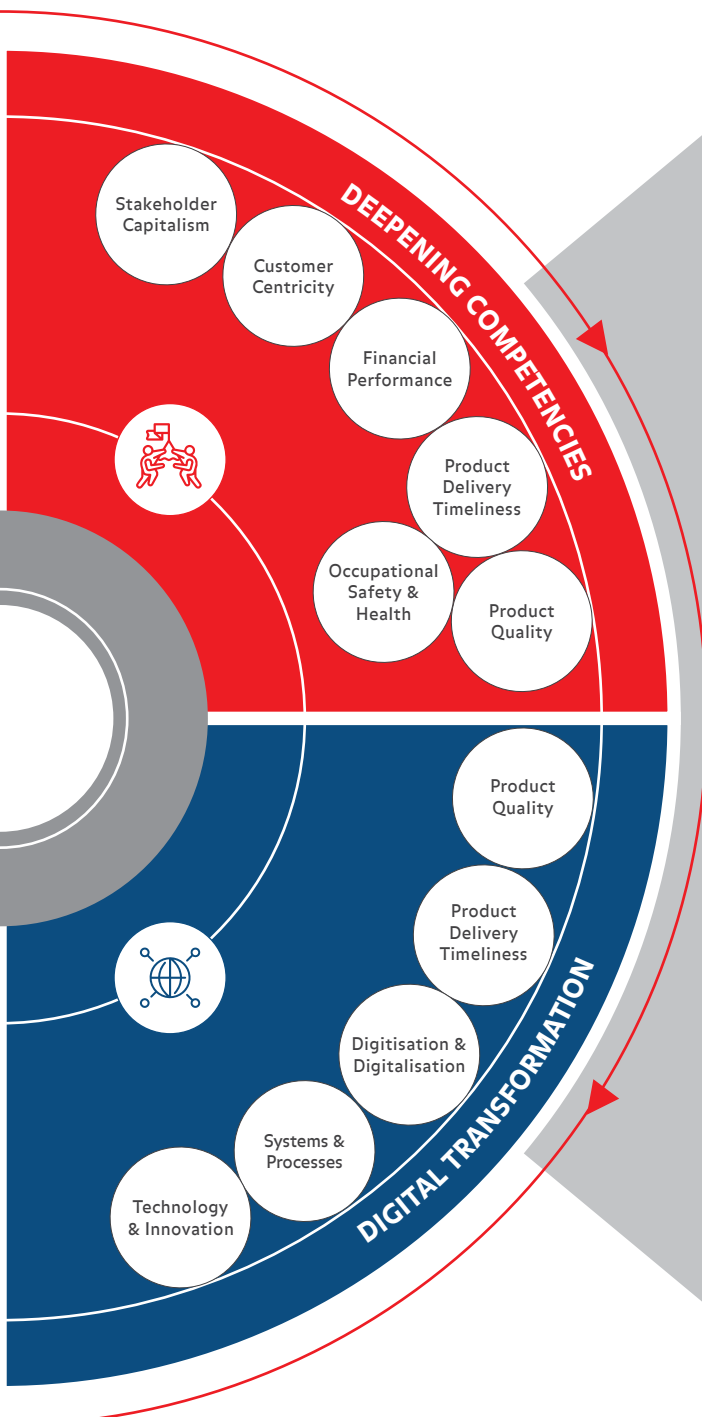 DEEPENING COMPETENCIES
Stakeholder
Capitalism
Customer
Centricity
Financial
Performance
Product
Delivery
Timeliness
Occupational
Safety &
Health
Product
Quality
Product
Quality
Product
Delivery
Timeliness
Digitisation &
Digitalisation
Systems &
Processes
Technology
& Innovation
DIGITAL TRANSFORMATION